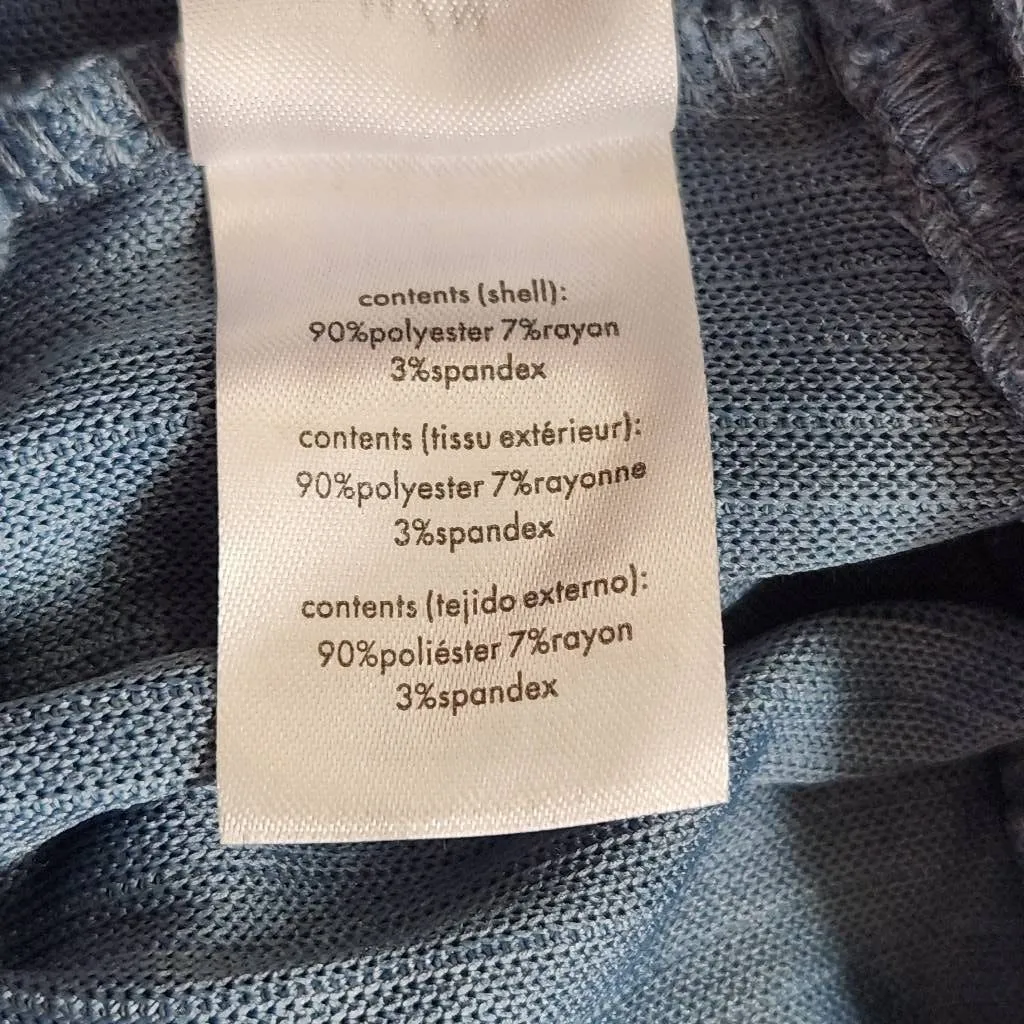 contents (shell):
90%polyester 7%rayon
3%spandex
contents (tissu extérieur):
90%polyester 7%rayonne
3%spandex
contents (tejido externo):
90%poliéster 7%rayon
3%spandex